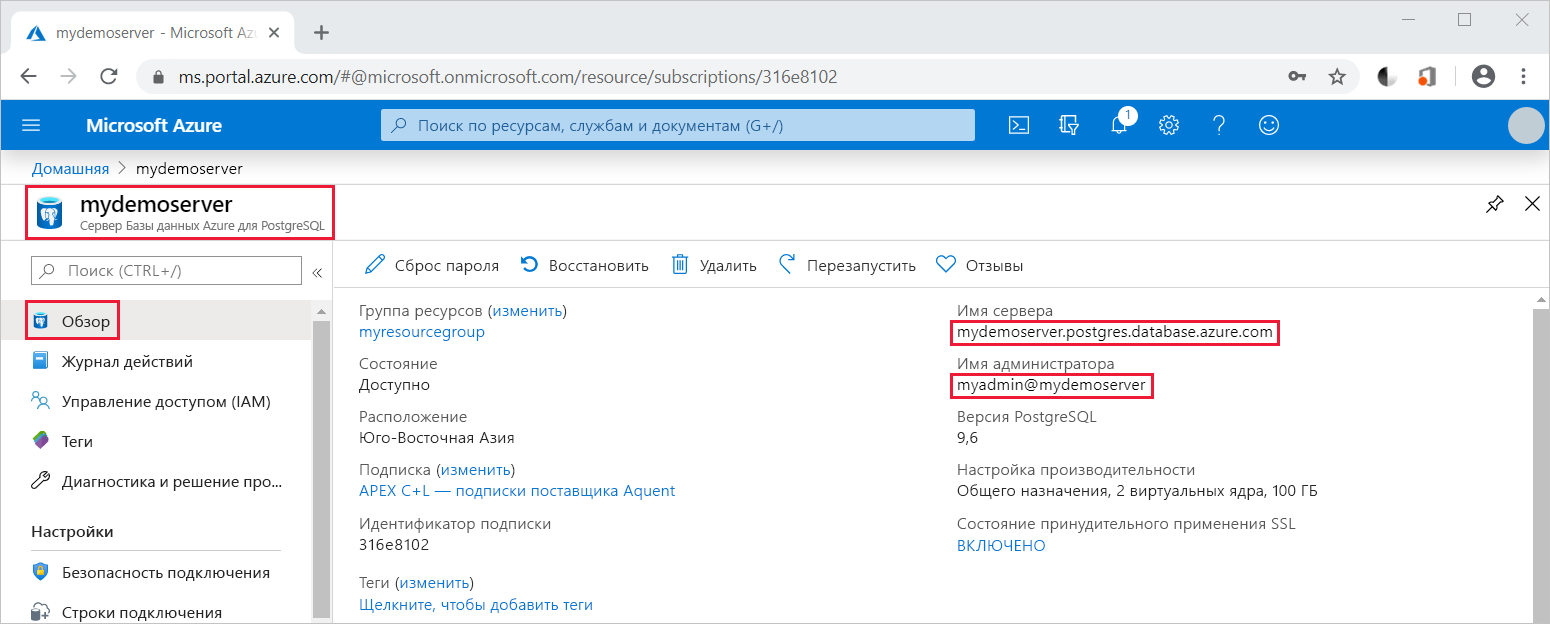 mydemoserver - Microsoft Az
ms.portal.azure.com/#@microsoft.onmicrosoft.com/resource/subscriptions/316e8102
Microsoft Azure
Поиск по ресурсам, службам и документам (G+/)
1
Домашняя > mydemoserver
mydemoserver
Сервер Базы данных Azure для PostgreSQL
Поиск (CTRL+/)
«
Обзор
Журнал действий
Управление доступом (IAM)
Теги
Диагностика и решение про...
Настройки
Безопасность подключения
Строки подключения
Сброс пароля
Восстановить
Удалить
Перезапустить
Отзывы
Группа ресурсов (изменить)
myresourcegroup
Состояние
Доступно
Расположение
Юго-Восточная Азия
Подписка (изменить)
APEX C+L — подписки поставщика Aquent
Идентификатор подписки
316e8102
Теги (изменить)
Щелкните, чтобы добавить теги
Имя сервера
mydemoserver.postgres.database.azure.com
Имя администратора
myadmin@mydemoserver
Версия PostgreSQL
9,6
Настройка производительности
Общего назначения, 2 виртуальных ядра, 100 ГБ
Состояние принудительного применения SSL
ВКЛЮЧЕНО